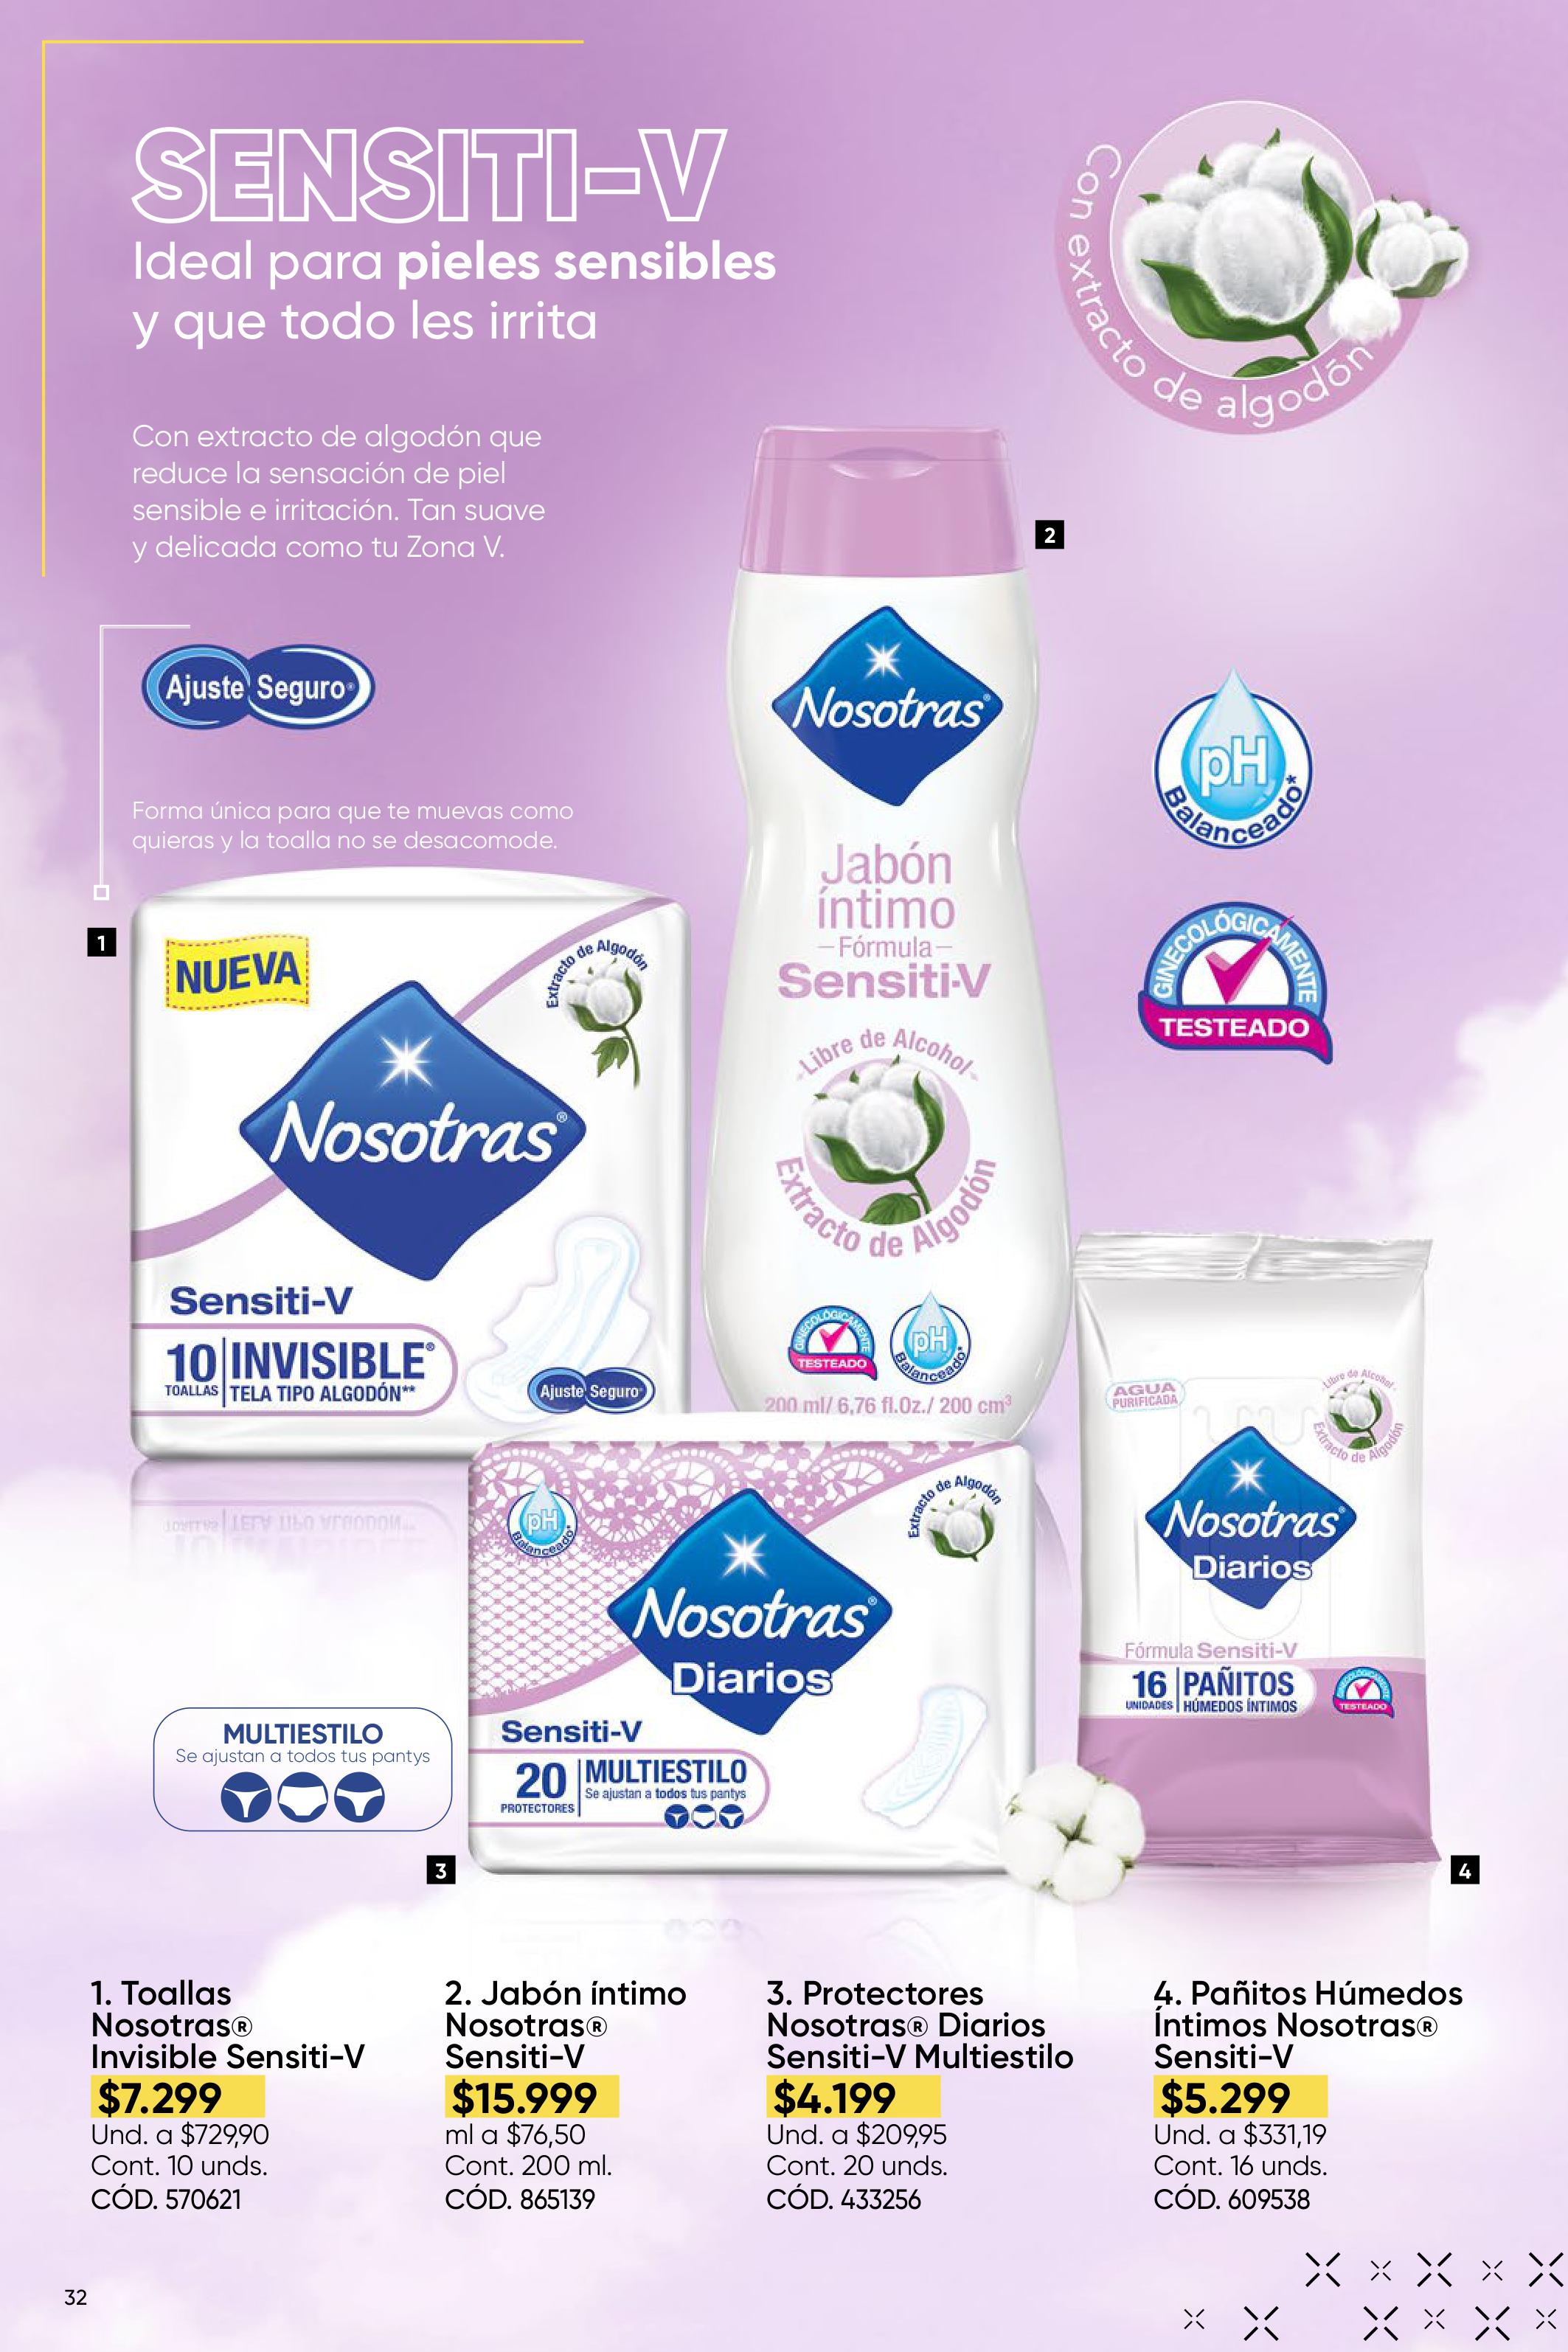 SENSITI-V
Ideal para pieles sensibles
y que todo les irrita
Con extracto de algodón
Con extracto de algodón que
reduce la sensación de piel
sensible e irritación. Tan suave
y delicada como tu Zona V.
Ajuste Seguro®
Forma única para que te muevas como
quieras y la toalla no se desacomode.
2
Nosotras®
Jabón
íntimo
Fórmula
Sensiti-V
Libre de Alcohol
Extracto de Algodón
GINECOLÓGICAMENTE
TESTEADO
pH
Balanceado*
200 ml/ 6,76 fl.Oz./ 200 cm³
pH
Balanceado*
GINECOLÓGICAMENTE
TESTEADO
1
NUEVA
Extracto de Algodón
Nosotras®
Sensiti-V
10 INVISIBLE®
TOALLAS TELA TIPO ALGODÓN**
Ajuste Seguro®
pH
Balanceado*
Extracto de Algodón
Nosotras®
Diarios
Sensiti-V
20 MULTIESTILO
PROTECTORES Se ajustan a todos tus pantys
AGUA
PURIFICADA
Libre de Alcohol
Extracto de Algodón
Nosotras®
Diarios
Fórmula Sensiti-V
16 PAÑITOS
UNIDADES HÚMEDOS ÍNTIMOS
GINECOLÓGICAMENTE
TESTEADO
MULTIESTILO
Se ajustan a todos tus pantys
3
4
1. Toallas
Nosotras®
Invisible Sensiti-V
$7.299
Und. a $729,90
Cont. 10 unds.
CÓD. 570621
2. Jabón íntimo
Nosotras®
Sensiti-V
$15.999
ml a $76,50
Cont. 200 ml.
CÓD. 865139
3. Protectores
Nosotras® Diarios
Sensiti-V Multiestilo
$4.199
Und. a $209,95
Cont. 20 unds.
CÓD. 433256
4. Pañitos Húmedos
Íntimos Nosotras®
Sensiti-V
$5.299
Und. a $331,19
Cont. 16 unds.
CÓD. 609538
32